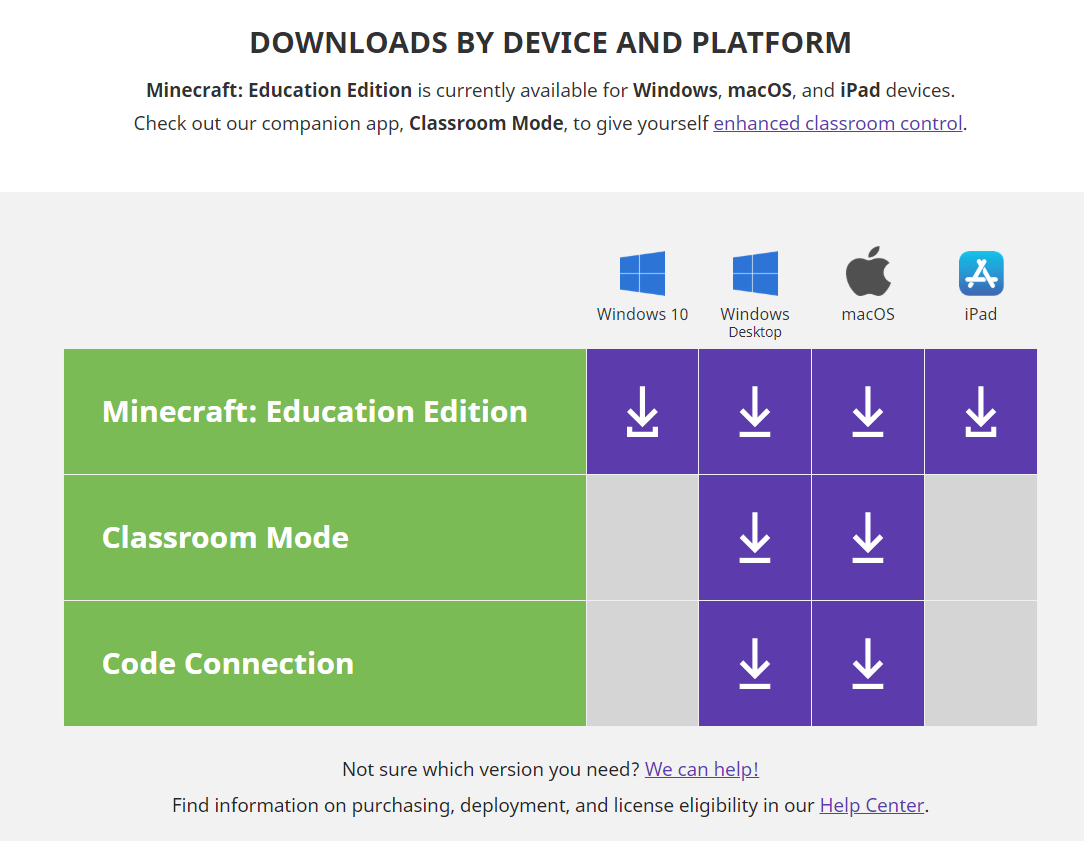 DOWNLOADS BY DEVICE AND PLATFORM
Minecraft: Education Edition is currently available for Windows, macOS, and iPad devices.
Check out our companion app, Classroom Mode, to give yourself enhanced classroom control.
Windows 10
Windows
Desktop
macOS
iPad
Minecraft: Education Edition
Classroom Mode
Code Connection
Not sure which version you need? We can help!
Find information on purchasing, deployment, and license eligibility in our Help Center.